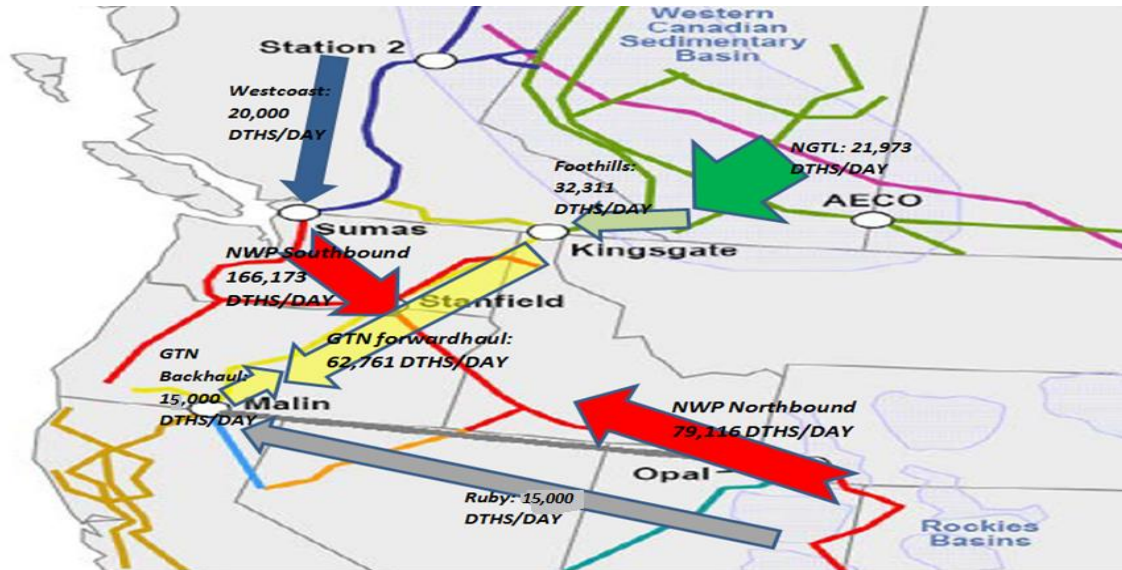 Western
Canadian
Sedimentary
Basin
Station 2
Westcoast:
20,000
DTHS/DAY
NGTL: 21,973
DTHS/DAY
Foothills:
32,311
DTHS/DAY
AECO
Sumas
Kingsgate
NWP Southbound
166,173
DTHS/DAY
Stanfield
GTN forwardhaul:
62,761 DTHS/DAY
GTN
Backhaul:
15,000
DTHS/DAY
Malin
NWP Northbound
79,116 DTHS/DAY
Opal
Ruby: 15,000
DTHS/DAY
Rockies
Basins